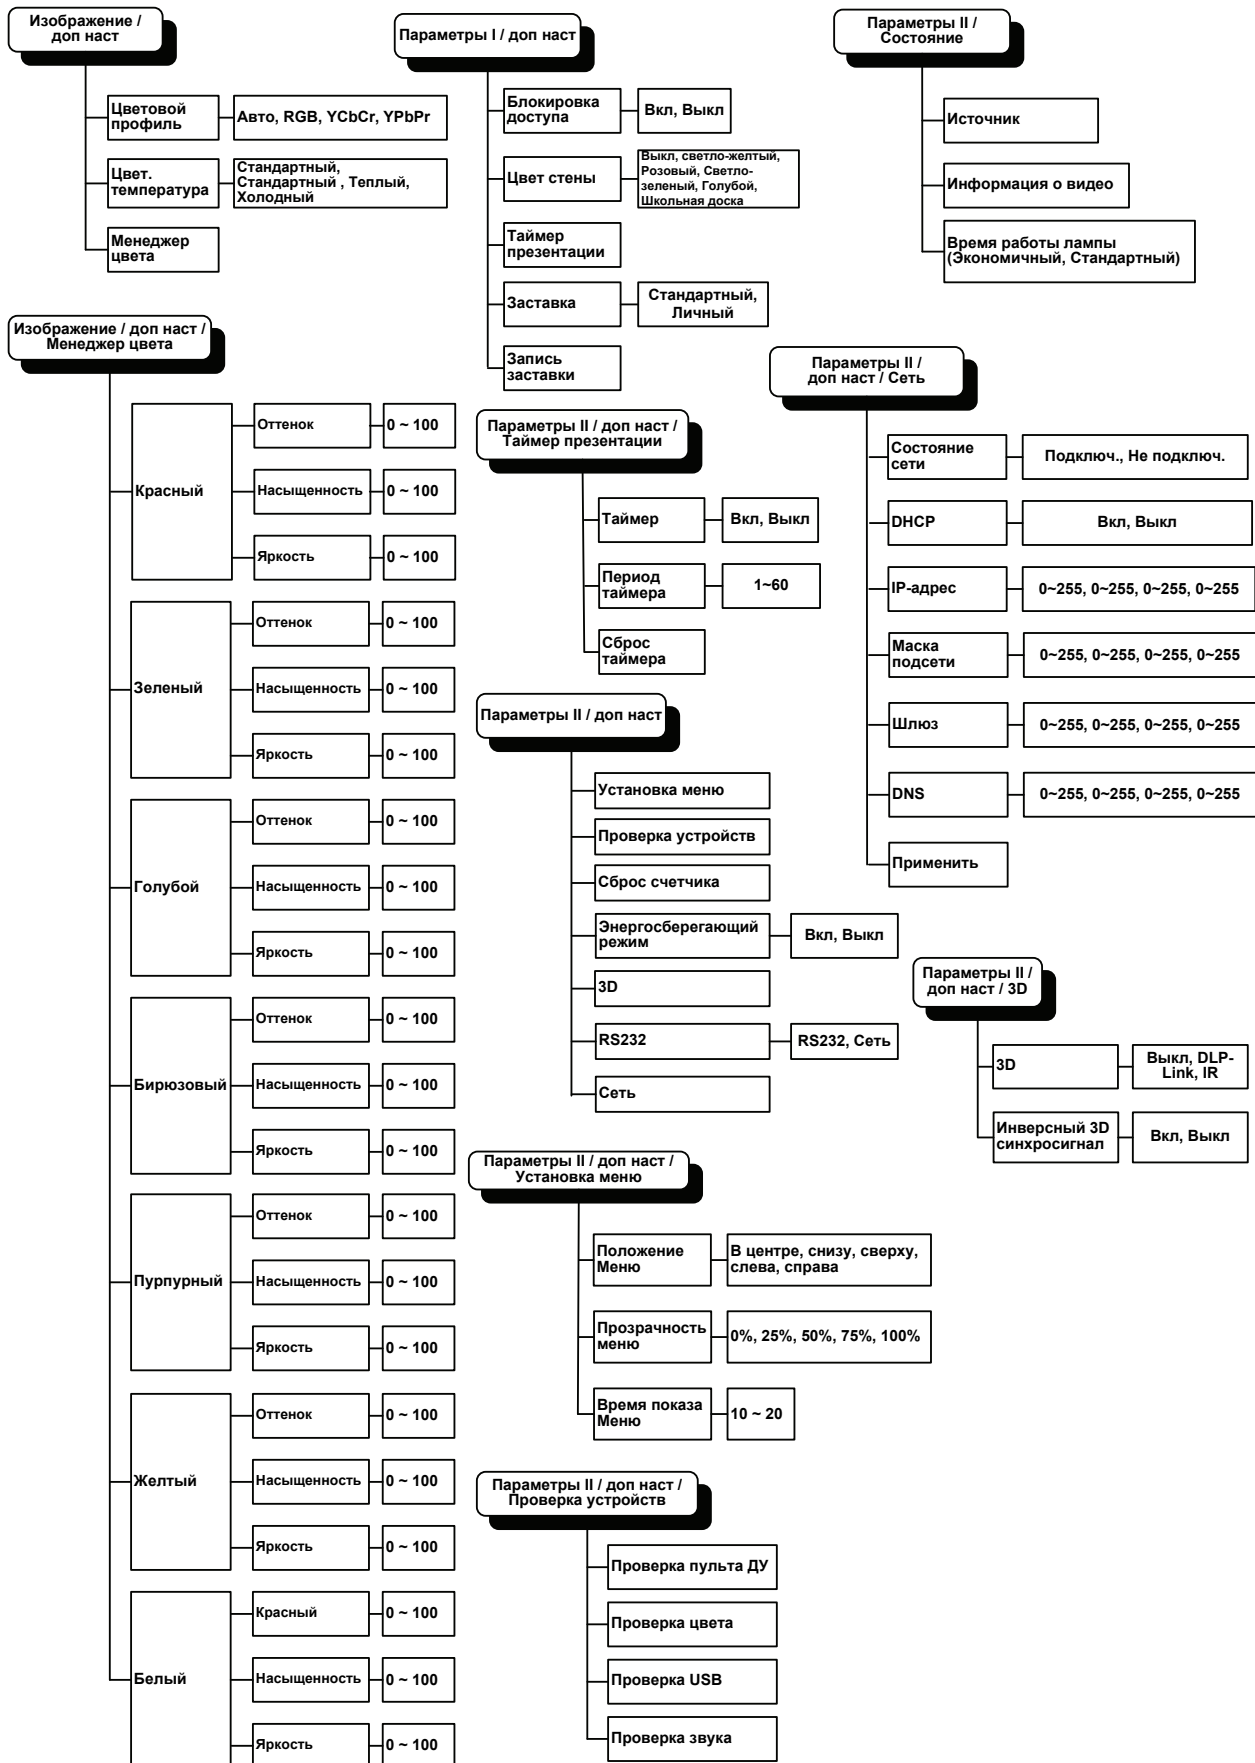 Изображение /
доп наст
Цветовой
профиль
Авто, RGB, YCbCr, YPbPr
Цвет.
температура
Стандартный,
Стандартный , Теплый,
Холодный
Менеджер
цвета
Изображение / доп наст /
Менеджер цвета
Красный
Оттенок
0 ~ 100
Насыщенность
0 ~ 100
Яркость
0 ~ 100
Зеленый
Оттенок
0 ~ 100
Насыщенность
0 ~ 100
Яркость
0 ~ 100
Голубой
Оттенок
0 ~ 100
Насыщенность
0 ~ 100
Яркость
0 ~ 100
Бирюзовый
Оттенок
0 ~ 100
Насыщенность
0 ~ 100
Яркость
0 ~ 100
Пурпурный
Оттенок
0 ~ 100
Насыщенность
0 ~ 100
Яркость
0 ~ 100
Желтый
Оттенок
0 ~ 100
Насыщенность
0 ~ 100
Яркость
0 ~ 100
Белый
Красный
0 ~ 100
Насыщенность
0 ~ 100
Яркость
0 ~ 100
Параметры I / доп наст
Блокировка
доступа
Вкл, Выкл
Цвет стены
Выкл, светло-желтый,
Розовый, Светло-
зеленый, Голубой,
Школьная доска
Таймер
презентации
Заставка
Стандартный,
Личный
Запись
заставки
Параметры II / доп наст /
Таймер презентации
Таймер
Вкл, Выкл
Период
таймера
1~60
Сброс
таймера
Параметры II / доп наст
Установка меню
Проверка устройств
Сброс счетчика
Энергосберегающий
режим
Вкл, Выкл
3D
RS232
RS232, Сеть
Сеть
Параметры II / доп наст /
Установка меню
Положение
Меню
В центре, снизу, сверху,
слева, справа
Прозрачность
меню
0%, 25%, 50%, 75%, 100%
Время показа
Меню
10 ~ 20
Параметры II / доп наст /
Проверка устройств
Проверка пульта ДУ
Проверка цвета
Проверка USB
Проверка звука
Параметры II /
Состояние
Источник
Информация о видео
Время работы лампы
(Экономичный, Стандартный)
Параметры II /
доп наст / Сеть
Состояние
сети
Подключ., Не подключ.
DHCP
Вкл, Выкл
IP-адрес
0~255, 0~255, 0~255, 0~255
Маска
подсети
0~255, 0~255, 0~255, 0~255
Шлюз
0~255, 0~255, 0~255, 0~255
DNS
0~255, 0~255, 0~255, 0~255
Применить
Параметры II /
доп наст / 3D
3D
Выкл, DLP-
Link, IR
Инверсный 3D
синхросигнал
Вкл, Выкл